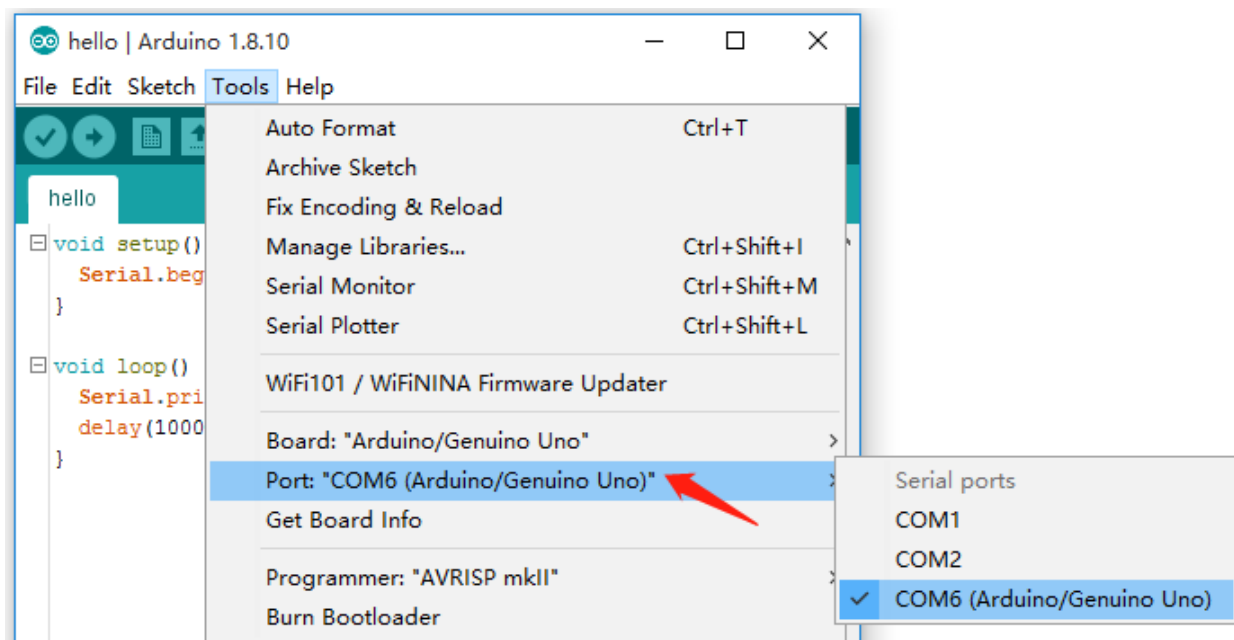 hello | Arduino 1.8.10
File Edit Sketch Tools Help
hello
void setup()
Serial.beg
}
void loop()
Serial.pri
delay(1000
}
Auto Format Ctrl+T
Archive Sketch
Fix Encoding & Reload
Manage Libraries... Ctrl+Shift+I
Serial Monitor Ctrl+Shift+M
Serial Plotter Ctrl+Shift+L
WiFi101 / WiFiNINA Firmware Updater
Board: "Arduino/Genuino Uno"
Port: "COM6 (Arduino/Genuino Uno)"
Get Board Info
Programmer: "AVRISP mkII"
Burn Bootloader
Serial ports
COM1
COM2
COM6 (Arduino/Genuino Uno)